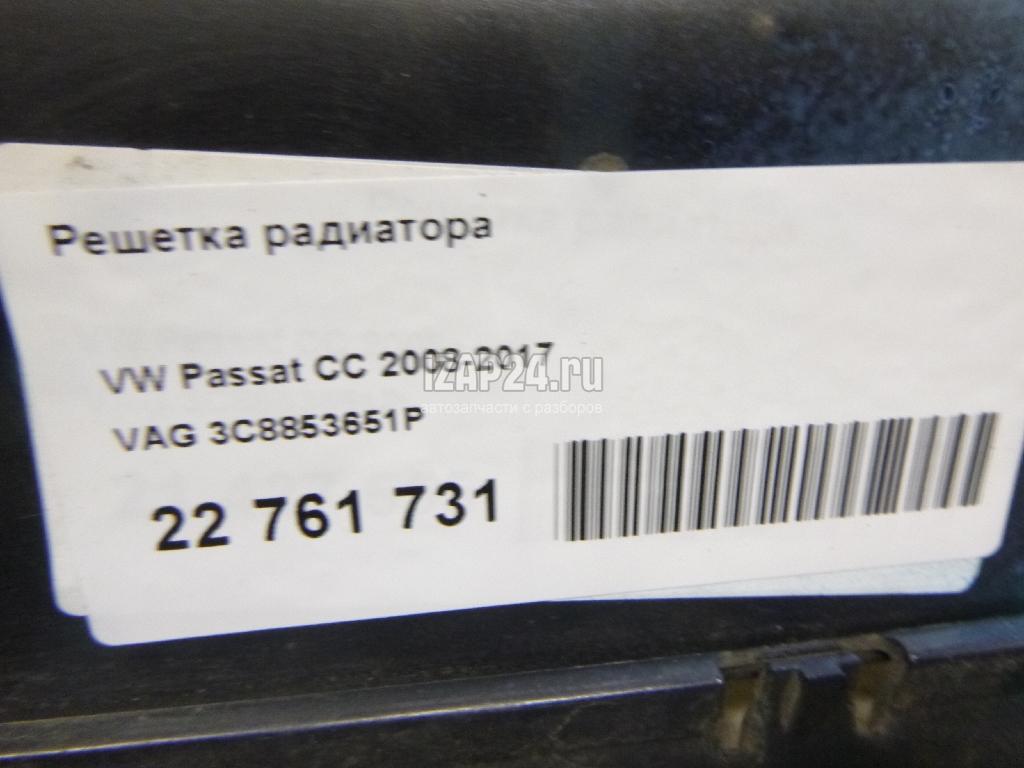 Решетка радиатора
VW Passat CC 2008-2017
IZAP24.ru
автозапчасти с разборов
VAG 3C8853651P
22 761 731